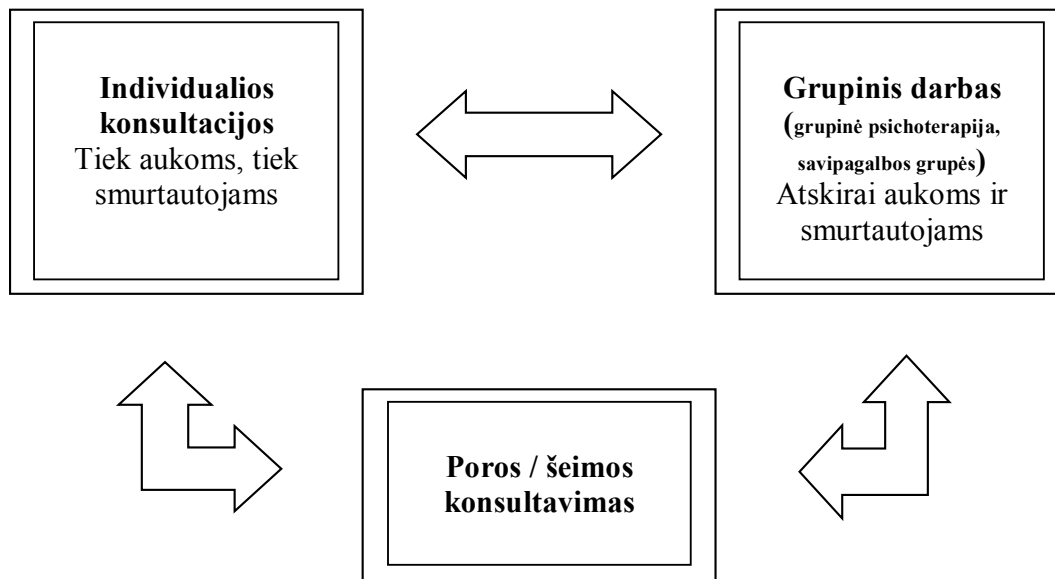 Individualios
konsultacijos
Tiek aukoms, tiek
smurtautojams
Grupinis darbas
(grupinė psichoterapija,
savipagalbos grupės)
Atskirai aukoms ir
smurtautojams
Poros / šeimos
konsultavimas